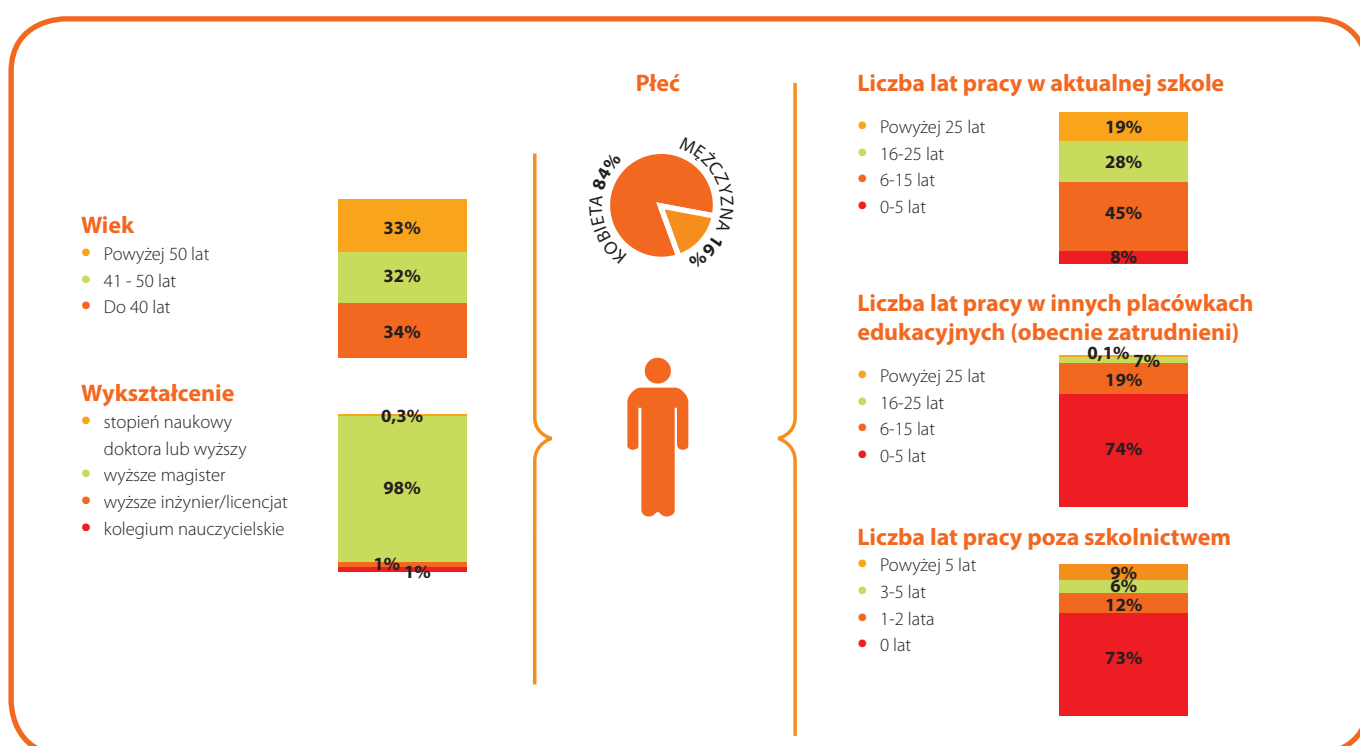 Wiek
Powyżej 50 lat
41 - 50 lat
Do 40 lat
33%
32%
34%
Wykształcenie
stopień naukowy
doktora lub wyższy
wyższe magister
wyższe inżynier/licencjat
kolegium nauczycielskie
0,3%
98%
1%
1%
Płeć
KOBIETA 84%
MĘŻCZYZNA 16%
Liczba lat pracy w aktualnej szkole
Powyżej 25 lat
16-25 lat
6-15 lat
0-5 lat
19%
28%
45%
8%
Liczba lat pracy w innych placówkach
edukacyjnych (obecnie zatrudnieni)
Powyżej 25 lat
16-25 lat
6-15 lat
0-5 lat
0,1%
7%
19%
74%
Liczba lat pracy poza szkolnictwem
Powyżej 5 lat
3-5 lat
1-2 lata
0 lat
9%
6%
12%
73%